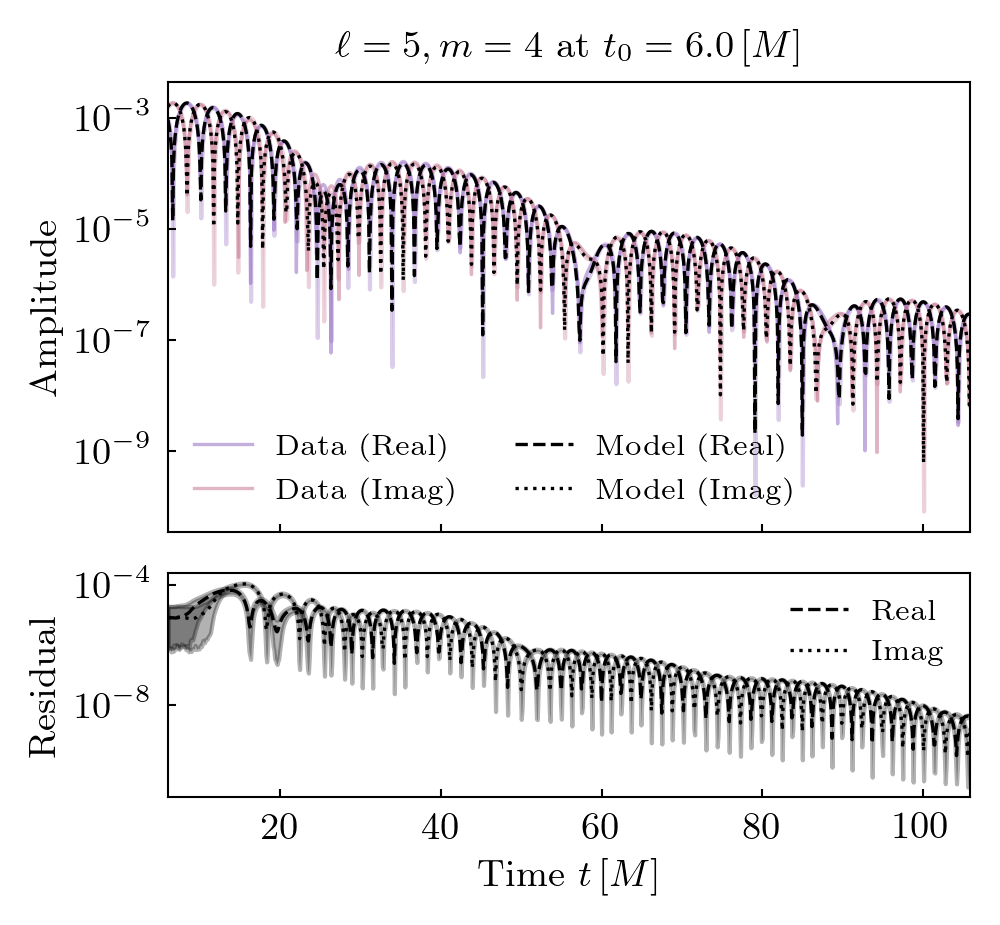 ℓ = 5, m = 4 at t₀ = 6.0 [M]
Amplitude
10⁻³
10⁻⁵
10⁻⁷
10⁻⁹
Data (Real)
Data (Imag)
Model (Real)
Model (Imag)
Residual
10⁻⁴
10⁻⁸
Real
Imag
20 40 60 80 100
Time t [M]